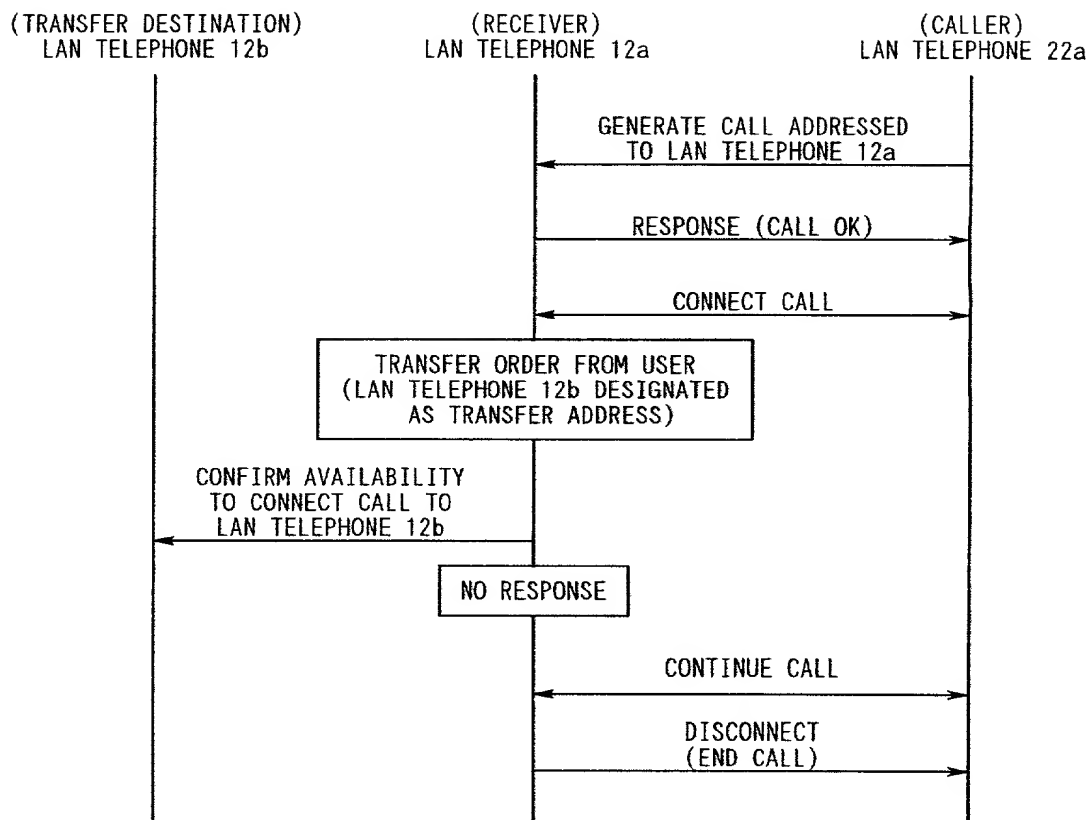 (TRANSFER DESTINATION)
LAN TELEPHONE 12b
(RECEIVER)
LAN TELEPHONE 12a
(CALLER)
LAN TELEPHONE 22a
GENERATE CALL ADDRESSED
TO LAN TELEPHONE 12a
RESPONSE (CALL OK)
CONNECT CALL
TRANSFER ORDER FROM USER
(LAN TELEPHONE 12b DESIGNATED
AS TRANSFER ADDRESS)
CONFIRM AVAILABILITY
TO CONNECT CALL TO
LAN TELEPHONE 12b
NO RESPONSE
CONTINUE CALL
DISCONNECT
(END CALL)